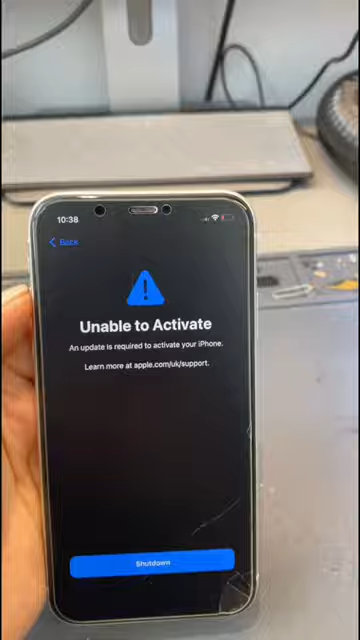 10:38
Back
Unable to Activate
An update is required to activate your iPhone.
Learn more at apple.com/uk/support.
Shutdown